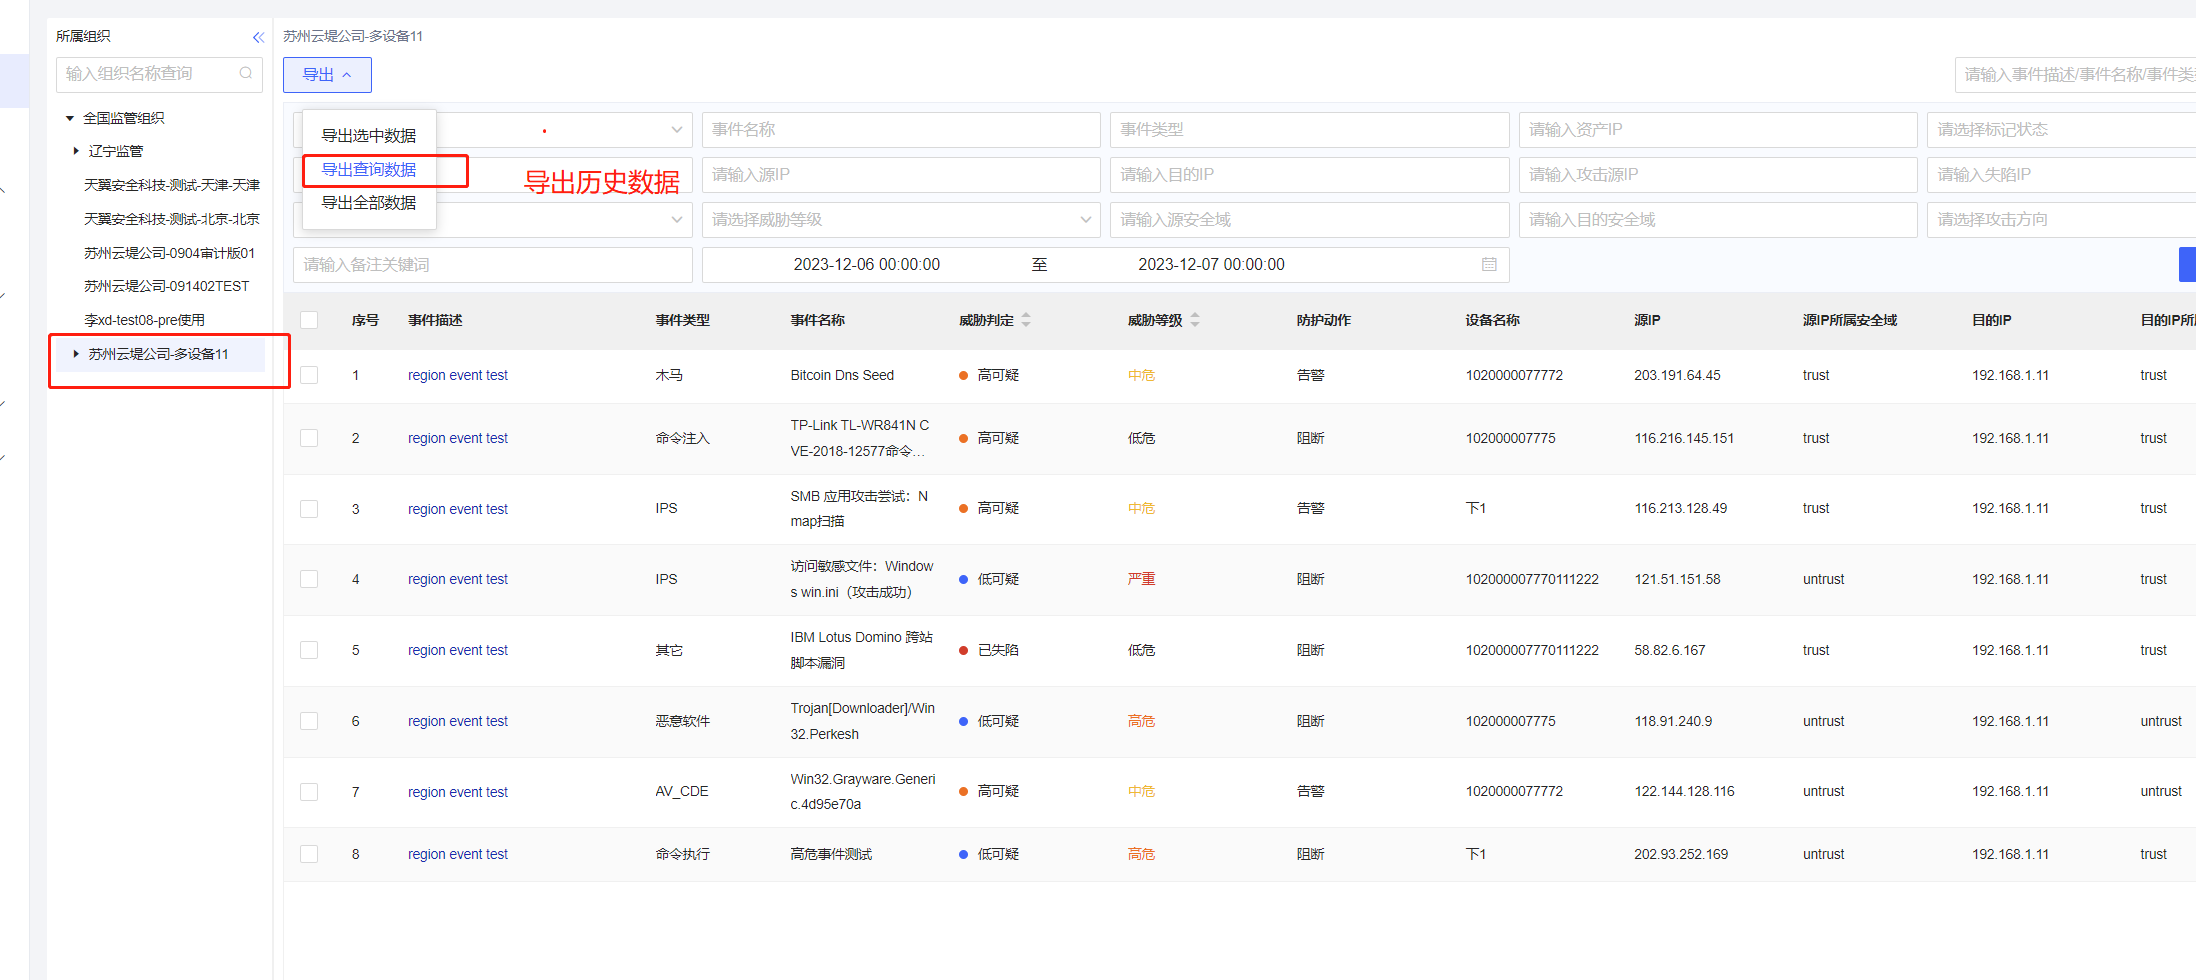 所属组织
输入组织名称查询
全国监管组织
辽宁监管
天翼安全科技-测试-天津-天津
天翼安全科技-测试-北京-北京
苏州云堤公司-0904审计版01
苏州云堤公司-091402TEST
李xd-test08-pre使用
苏州云堤公司-多设备11
苏州云堤公司-多设备11
导出
请输入事件描述/事件名称/事件类
导出选中数据
导出查询数据
导出全部数据
导出历史数据
事件名称 事件类型 请输入资产IP 请选择标记状态
请输入源IP 请输入目的IP 请输入攻击源IP 请输入失陷IP
请选择威胁等级 请输入源安全域 请输入目的安全域 请选择攻击方向
请输入备注关键词 2023-12-06 00:00:00 至 2023-12-07 00:00:00
序号 事件描述 事件类型 事件名称 威胁判定 威胁等级 防护动作 设备名称 源IP 源IP所属安全域 目的IP 目的IP所
1 region event test 木马 Bitcoin Dns Seed 高可疑 中危 告警 1020000077772 203.191.64.45 trust 192.168.1.11 trust
2 region event test 命令注入 TP-Link TL-WR841N C
VE-2018-12577命令... 高可疑 低危 阻断 102000007775 116.216.145.151 trust 192.168.1.11 trust
3 region event test IPS SMB 应用攻击尝试：N
map扫描 高可疑 中危 告警 下1 116.213.128.49 trust 192.168.1.11 trust
4 region event test IPS 访问敏感文件：Window
s win.ini（攻击成功） 低可疑 严重 阻断 102000007770111222 121.51.151.58 untrust 192.168.1.11 trust
5 region event test 其它 IBM Lotus Domino 跨站
脚本漏洞 已失陷 低危 阻断 102000007770111222 58.82.6.167 trust 192.168.1.11 trust
6 region event test 恶意软件 Trojan[Downloader]/Win
32.Perkesh 低可疑 高危 阻断 102000007775 118.91.240.9 untrust 192.168.1.11 untrust
7 region event test AV_CDE Win32.Grayware.Generi
c.4d95e70a 高可疑 中危 告警 1020000077772 122.144.128.116 untrust 192.168.1.11 untrust
8 region event test 命令执行 高危事件测试 低可疑 高危 阻断 下1 202.93.252.169 untrust 192.168.1.11 trust